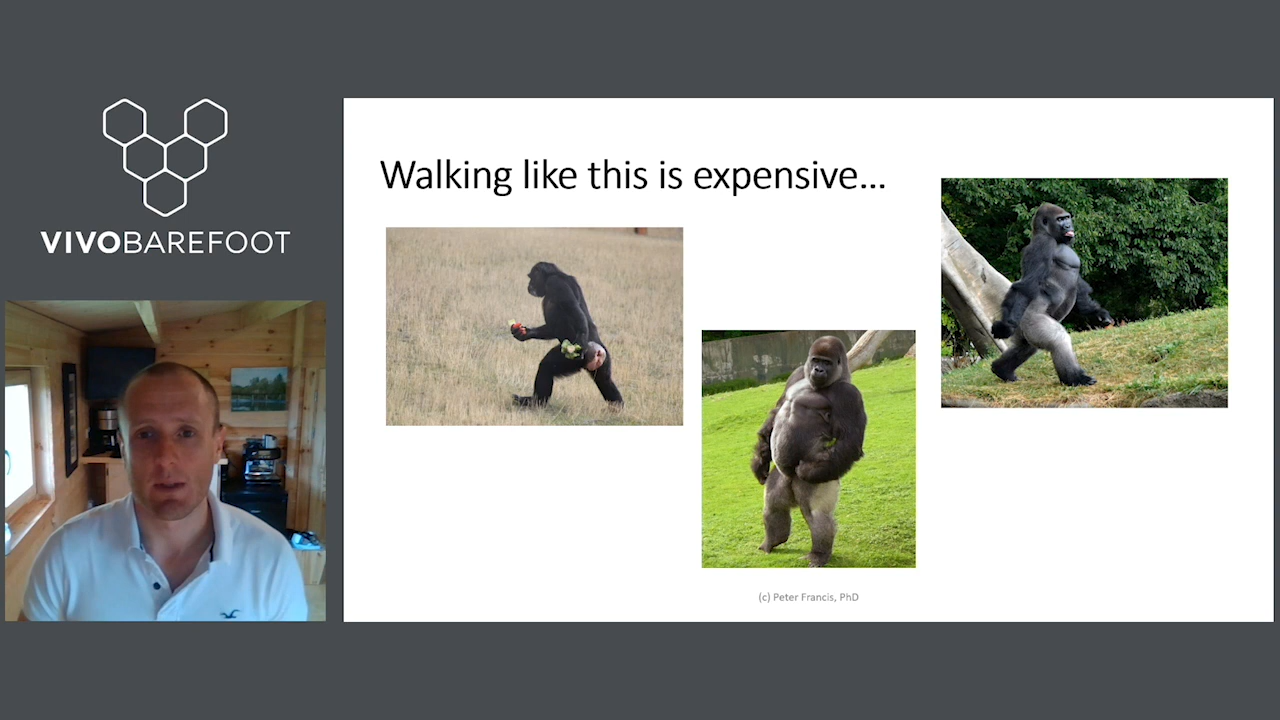 VIVOBAREFOOT
Walking like this is expensive...
(c) Peter Francis, PhD